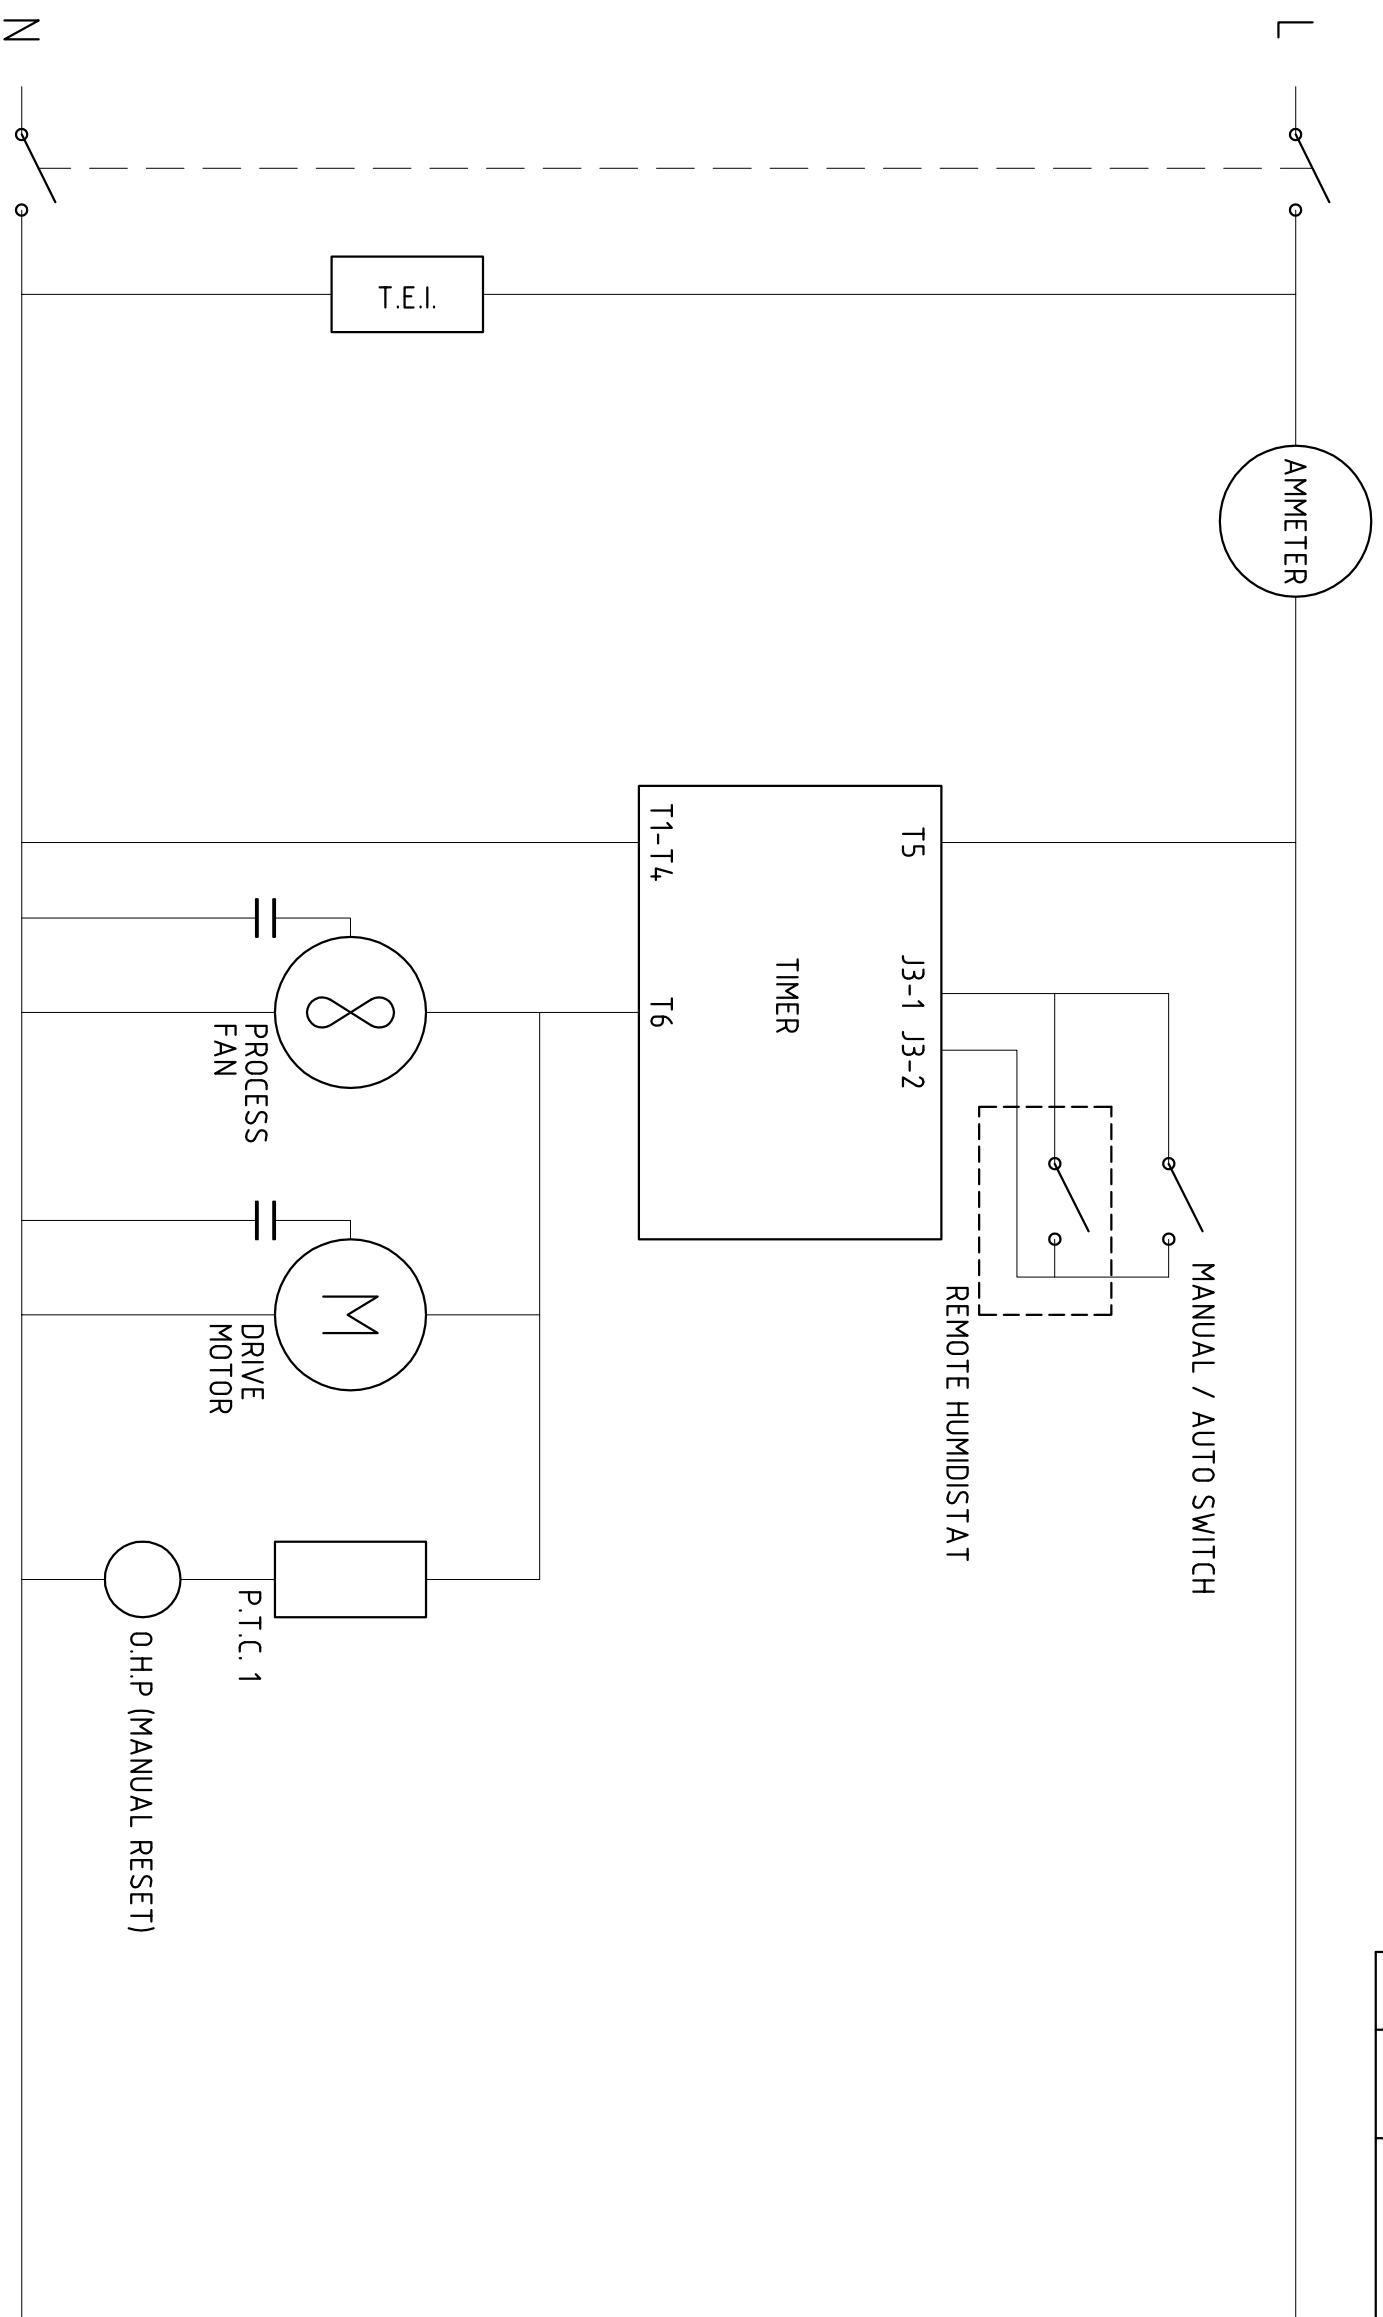 L
N
T.E.I.
AMMETER
T5
J3-1
J3-2
TIMER
T1-T4
T6
MANUAL / AUTO SWITCH
REMOTE HUMIDISTAT
PROCESS
FAN
M
DRIVE
MOTOR
P.T.C. 1
O.H.P (MANUAL RESET)